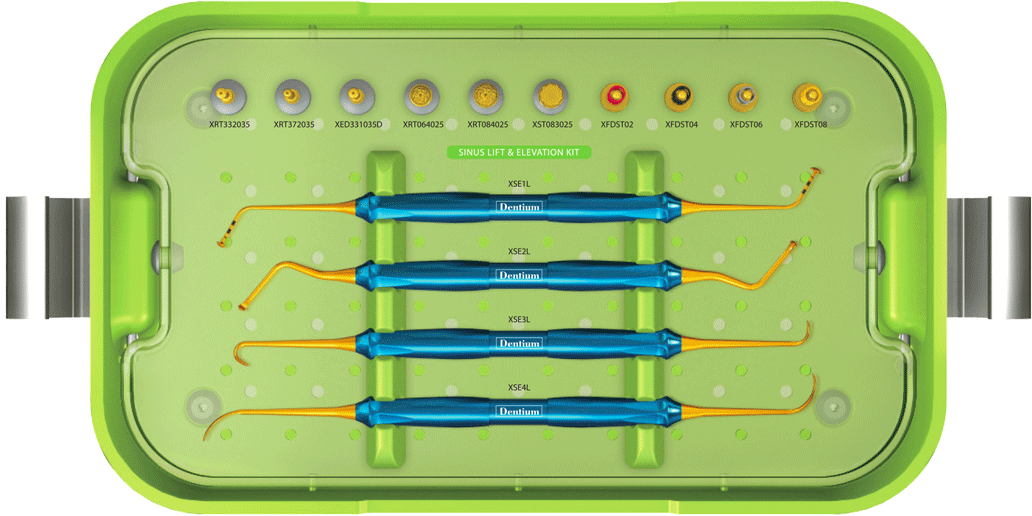 XRT332035 XRT372035 XED331035D XRT064025 XRT084025 XST083025 XFDST02 XFDST04 XFDST06 XFDST08
SINUS LIFT & ELEVATION KIT
XSE1L
Dentium
XSE2L
Dentium
XSE3L
Dentium
XSE4L
Dentium